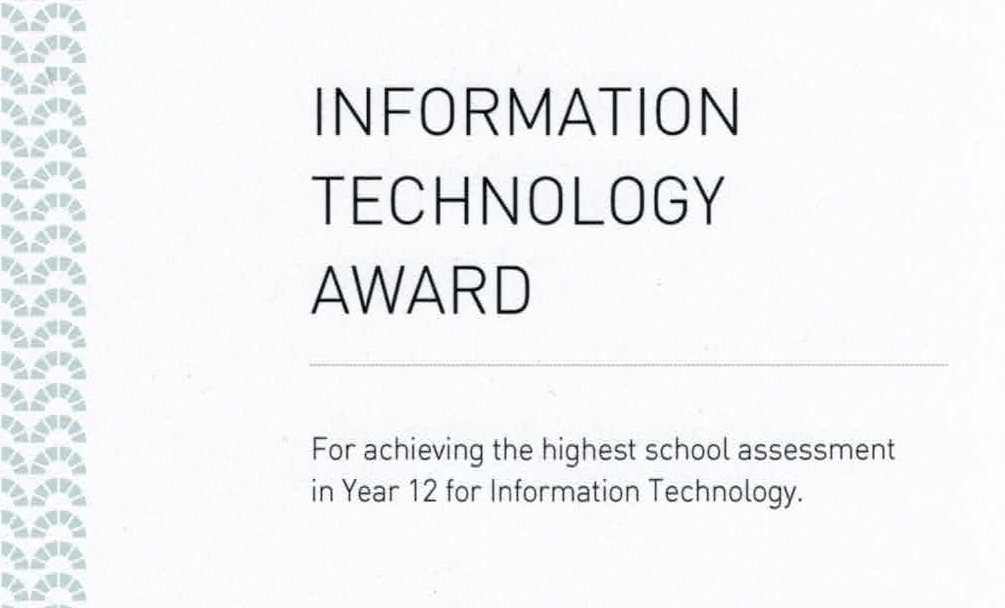 INFORMATION
TECHNOLOGY
AWARD
For achieving the highest school assessment
in Year 12 for Information Technology.